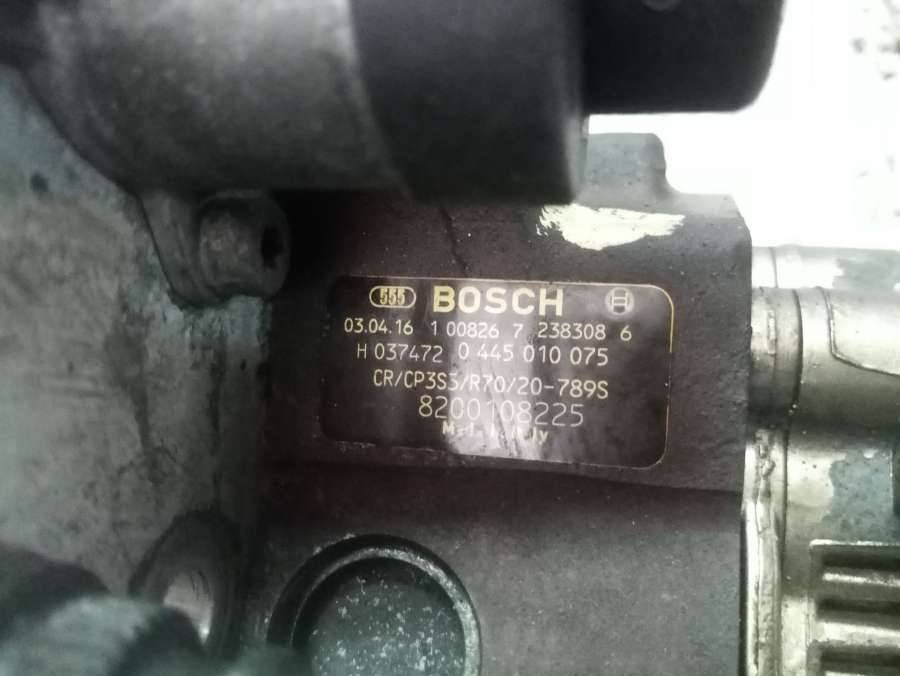 555 BOSCH
03.04.16 1 00826 7 238308 6
H 037472 0 445 010 075
CR/CP3S3/R70/20-789S
8200108225